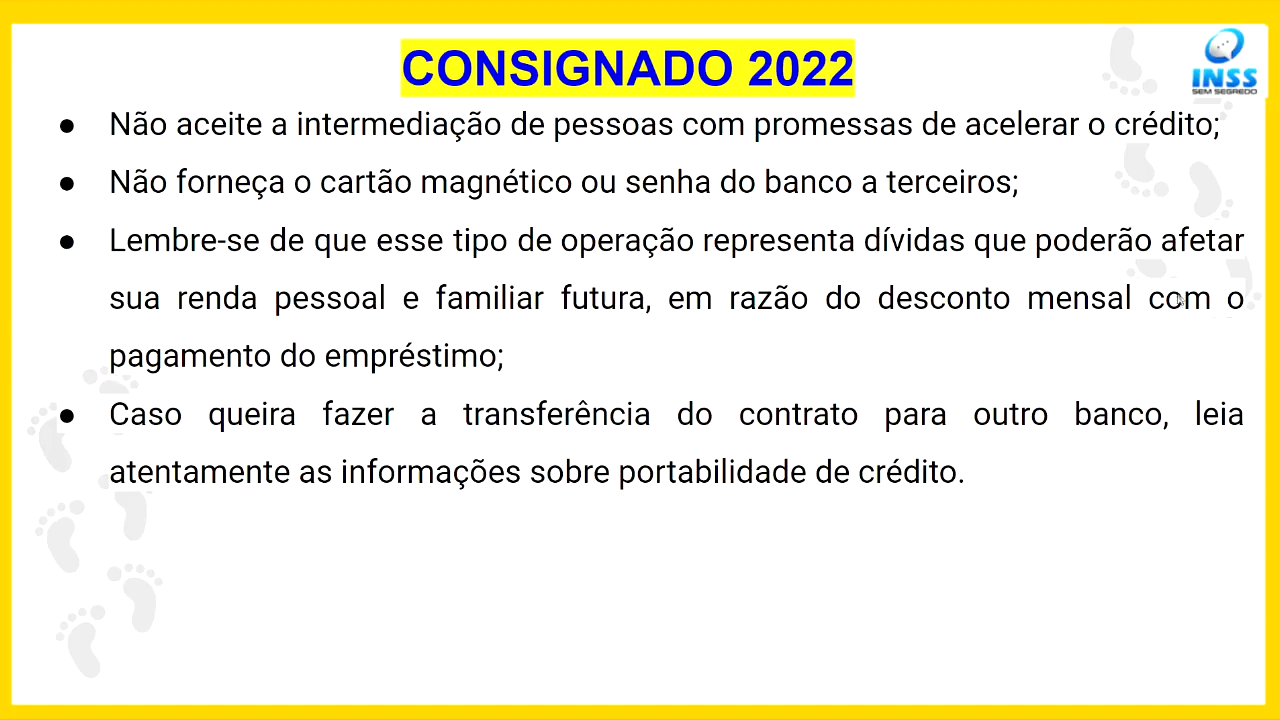 CONSIGNADO 2022
INSS
SEM SEGREDO
● Não aceite a intermediação de pessoas com promessas de acelerar o crédito;
● Não forneça o cartão magnético ou senha do banco a terceiros;
● Lembre-se de que esse tipo de operação representa dívidas que poderão afetar
sua renda pessoal e familiar futura, em razão do desconto mensal com o
pagamento do empréstimo;
● Caso queira fazer a transferência do contrato para outro banco, leia
atentamente as informações sobre portabilidade de crédito.